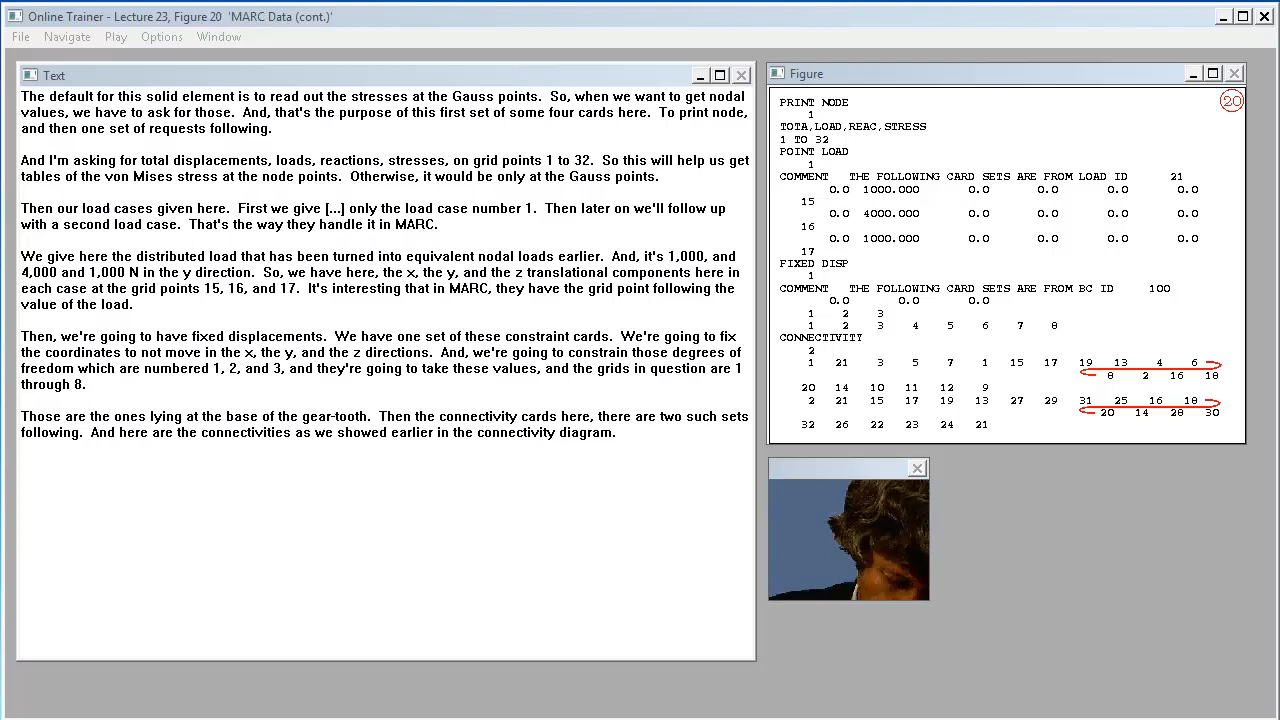 Online Trainer - Lecture 23, Figure 20 'MARC Data (cont.)'
File Navigate Play Options Window
Text
The default for this solid element is to read out the stresses at the Gauss points. So, when we want to get nodal
values, we have to ask for those. And, that's the purpose of this first set of some four cards here. To print node,
and then one set of requests following.
And I'm asking for total displacements, loads, reactions, stresses, on grid points 1 to 32. So this will help us get
tables of the von Mises stress at the node points. Otherwise, it would be only at the Gauss points.
Then our load cases given here. First we give [...] only the load case number 1. Then later on we'll follow up
with a second load case. That's the way they handle it in MARC.
We give here the distributed load that has been turned into equivalent nodal loads earlier. And, it's 1,000, and
4,000 and 1,000 N in the y direction. So, we have here, the x, the y, and the z translational components here in
each case at the grid points 15, 16, and 17. It's interesting that in MARC, they have the grid point following the
value of the load.
Then, we're going to have fixed displacements. We have one set of these constraint cards. We're going to fix
the coordinates to not move in the x, the y, and the z directions. And, we're going to constrain those degrees of
freedom which are numbered 1, 2, and 3, and they're going to take these values, and the grids in question are 1
through 8.
Those are the ones lying at the base of the gear-tooth. Then the connectivity cards here, there are two such sets
following. And here are the connectivities as we showed earlier in the connectivity diagram.
Figure
20
PRINT NODE
1
TOTA,LOAD,REAC,STRESS
1 TO 32
POINT LOAD
1
COMMENT THE FOLLOWING CARD SETS ARE FROM LOAD ID 21
0.0 1000.000 0.0 0.0 0.0 0.0
15
0.0 4000.000 0.0 0.0 0.0 0.0
16
0.0 1000.000 0.0 0.0 0.0 0.0
17
FIXED DISP
1
COMMENT THE FOLLOWING CARD SETS ARE FROM BC ID 100
0.0 0.0 0.0
1 2 3
1 2 3 4 5 6 7 8
CONNECTIVITY
2
1 21 3 5 7 1 15 17 19 13 4 6
8 2 16 18
20 14 10 11 12 9
2 21 15 17 19 13 27 29 31 25 16 18
20 14 28 30
32 26 22 23 24 21